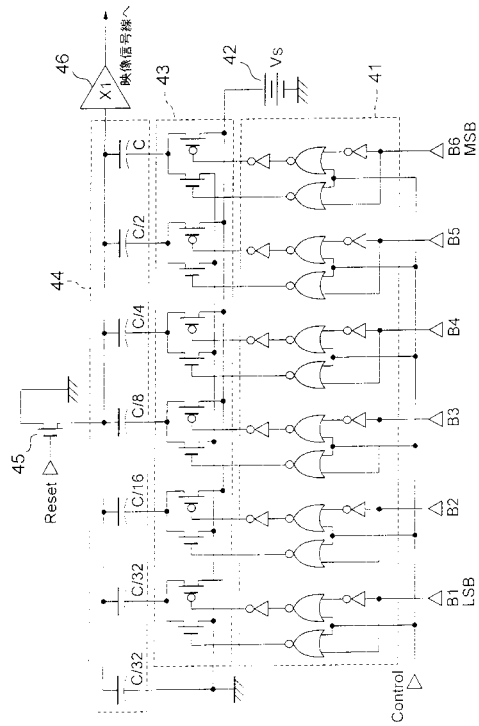 46
X1
映像信号線へ
44
43
42
Vs
45
Reset
C/32
C/32
C/16
C/8
C/4
C/2
C
41
Control
B1
LSB
B2
B3
B4
B5
B6
MSB